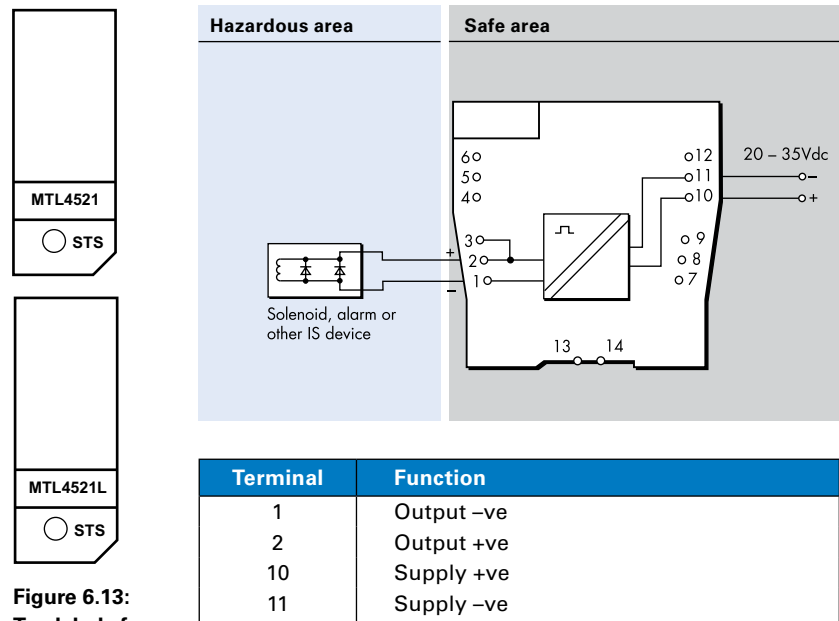 MTL4521
STS
MTL4521L
STS
Figure 6.13:
Hazardous area
Safe area
6
5
4
3
+ 2
1
–
12
11
10
9
8
7
13 14
20 – 35Vdc
–
+
Solenoid, alarm or
other IS device
Terminal Function
1 Output –ve
2 Output +ve
10 Supply +ve
11 Supply –ve